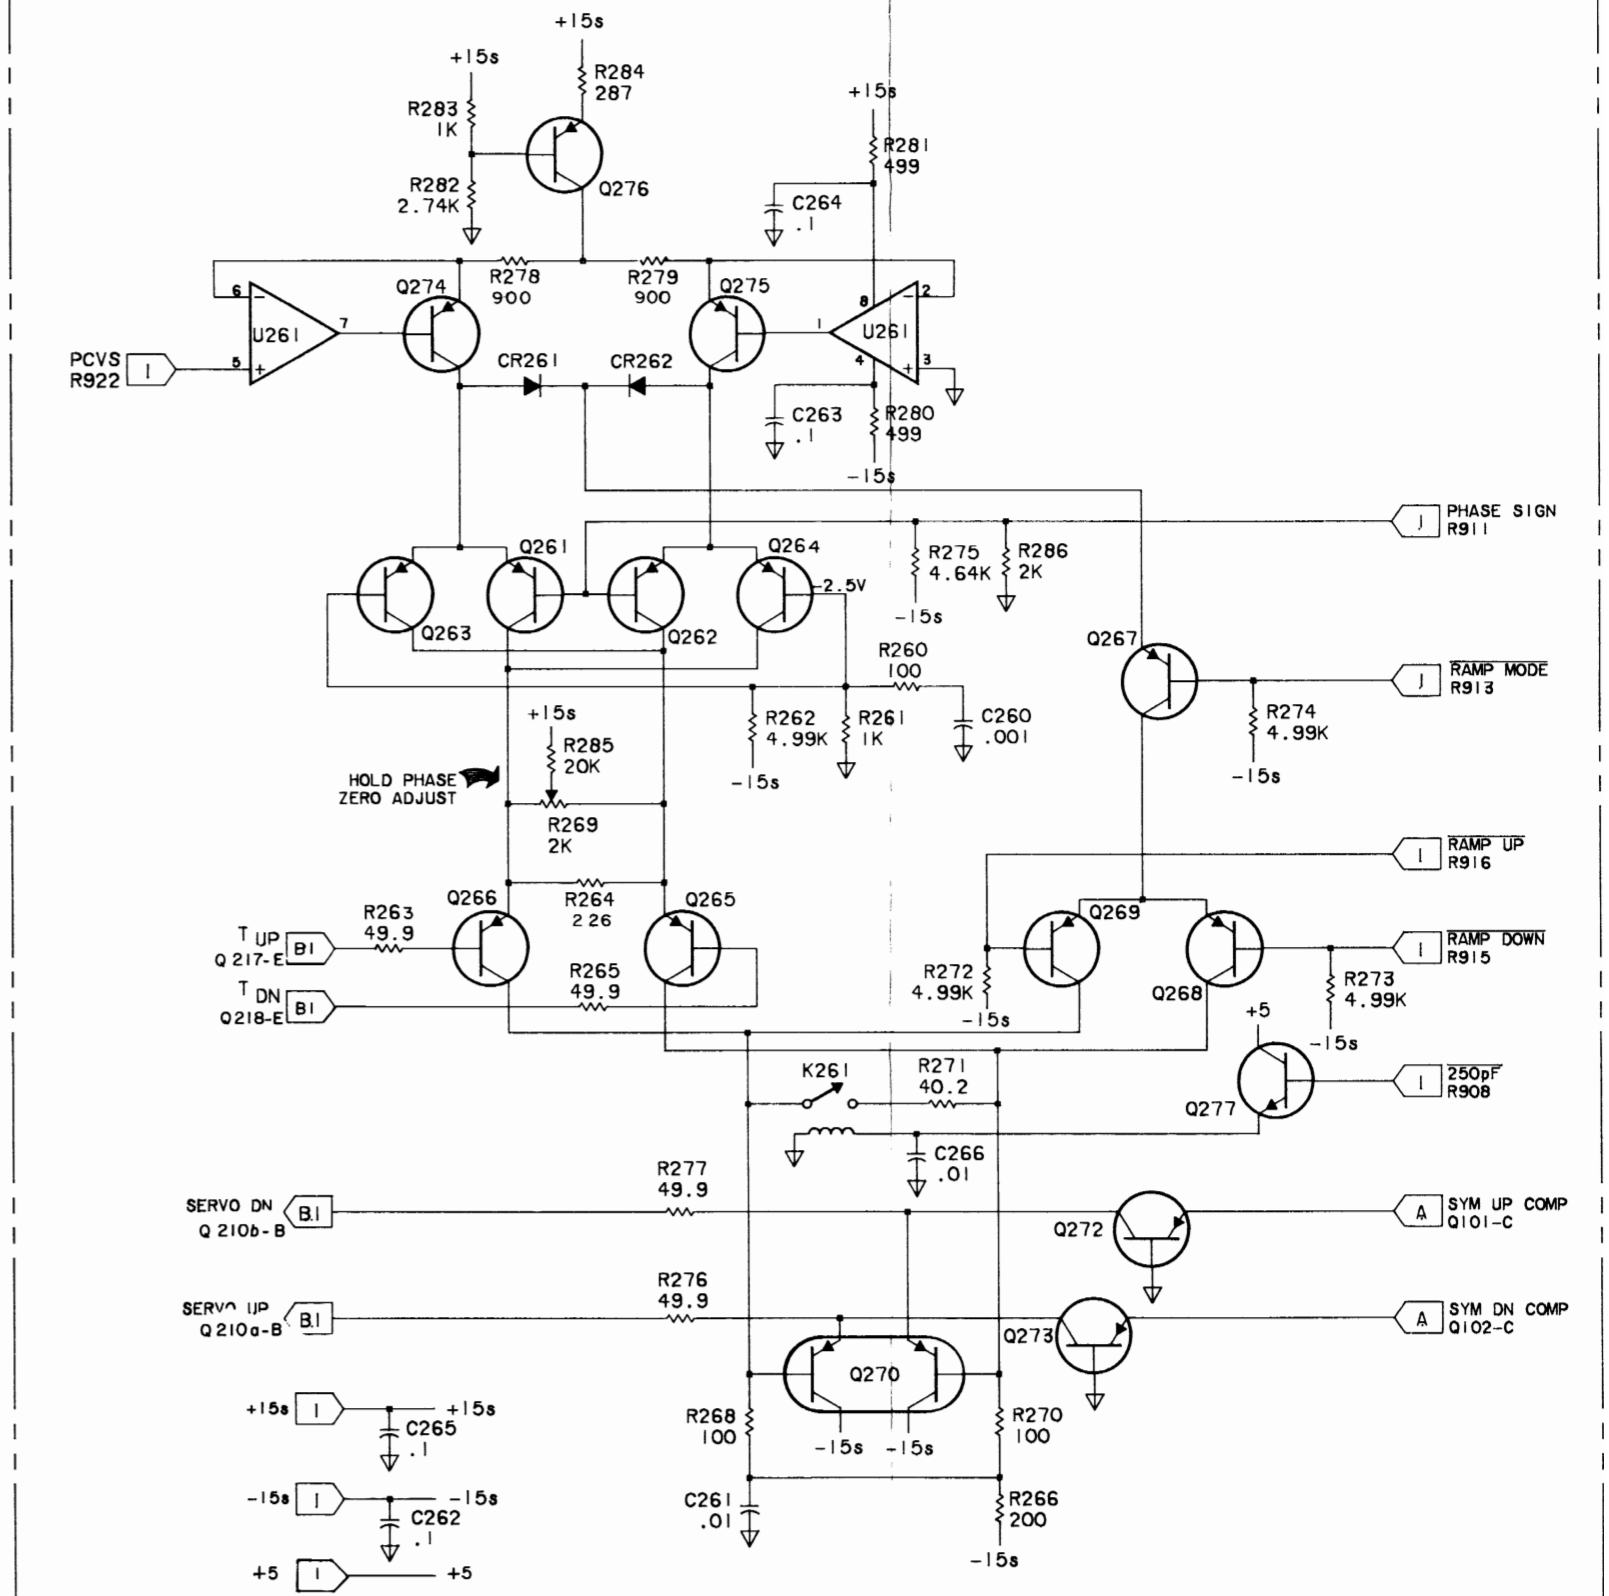 +15s
+15s
R284
287
R283
1K
+15s
R281
499
R282
2.74K
Q276
C264
.1
R278
900
R279
900
Q274
Q275
6
−
U261
7
5
+
8
−
2
1
U261
4
+
3
PCVS
R922
I
CR261
CR262
C263
.1
R280
499
−15s
J
PHASE SIGN
R911
Q261
Q264
R275
4.64K
R286
2K
−2.5V
−15s
Q263
Q262
Q267
R260
100
J
RAMP MODE
R913
+15s
R285
20K
R262
4.99K
R261
1K
C260
.001
R274
4.99K
−15s
−15s
HOLD PHASE
ZERO ADJUST
R269
2K
I
RAMP UP
R916
Q266
R264
226
Q265
Q269
R263
49.9
T UP
Q217-E
B1
I
RAMP DOWN
R915
R265
49.9
R272
4.99K
Q268
R273
4.99K
T DN
Q218-E
B1
−15s
+5
−15s
K261
R271
40.2
I
250pF
R908
Q277
C266
.01
R277
49.9
SERVO DN
Q210b-B
B.1
Q272
A
SYM UP COMP
Q101-C
R276
49.9
SERVO UP
Q210a-B
B.1
Q273
A
SYM DN COMP
Q102-C
Q270
+15s
I
+15s
C265
.1
R268
100
−15s
−15s
R270
100
−15s
I
−15s
C262
.1
C261
.01
R266
200
−15s
+5
I
+5